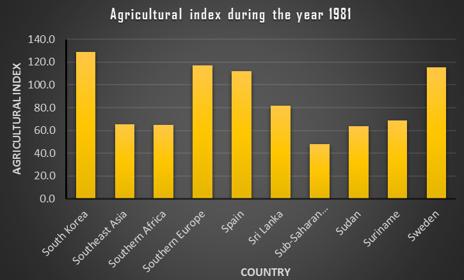 Agricultural index during the year 1981
AGRICULTURAL INDEX
140.0
120.0
100.0
80.0
60.0
40.0
20.0
0.0
South Korea
Southeast Asia
Southern Africa
Southern Europe
Spain
Sri Lanka
Sub-Saharan...
Sudan
Suriname
Sweden
COUNTRY